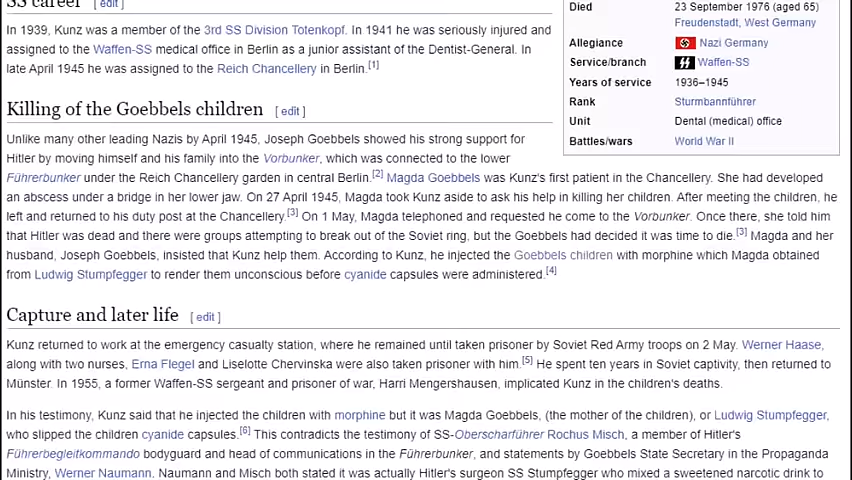 SS career [ edit ]
In 1939, Kunz was a member of the 3rd SS Division Totenkopf. In 1941 he was seriously injured and
assigned to the Waffen-SS medical office in Berlin as a junior assistant of the Dentist-General. In
late April 1945 he was assigned to the Reich Chancellery in Berlin.[1]
Died 23 September 1976 (aged 65)
Freudenstadt, West Germany
Allegiance Nazi Germany
Service/branch Waffen-SS
Years of service 1936–1945
Rank Sturmbannführer
Unit Dental (medical) office
Battles/wars World War II
Killing of the Goebbels children [ edit ]
Unlike many other leading Nazis by April 1945, Joseph Goebbels showed his strong support for
Hitler by moving himself and his family into the Vorbunker, which was connected to the lower
Führerbunker under the Reich Chancellery garden in central Berlin.[2] Magda Goebbels was Kunz's first patient in the Chancellery. She had developed
an abscess under a bridge in her lower jaw. On 27 April 1945, Magda took Kunz aside to ask his help in killing her children. After meeting the children, he
left and returned to his duty post at the Chancellery.[3] On 1 May, Magda telephoned and requested he come to the Vorbunker. Once there, she told him
that Hitler was dead and there were groups attempting to break out of the Soviet ring, but the Goebbels had decided it was time to die.[3] Magda and her
husband, Joseph Goebbels, insisted that Kunz help them. According to Kunz, he injected the Goebbels children with morphine which Magda obtained
from Ludwig Stumpfegger to render them unconscious before cyanide capsules were administered.[4]
Capture and later life [ edit ]
Kunz returned to work at the emergency casualty station, where he remained until taken prisoner by Soviet Red Army troops on 2 May. Werner Haase,
along with two nurses, Erna Flegel and Liselotte Chervinska were also taken prisoner with him.[5] He spent ten years in Soviet captivity, then returned to
Münster. In 1955, a former Waffen-SS sergeant and prisoner of war, Harri Mengershausen, implicated Kunz in the children's deaths.
In his testimony, Kunz said that he injected the children with morphine but it was Magda Goebbels, (the mother of the children), or Ludwig Stumpfegger,
who slipped the children cyanide capsules.[6] This contradicts the testimony of SS-Oberscharführer Rochus Misch, a member of Hitler's
Führerbegleitkommando bodyguard and head of communications in the Führerbunker, and statements by Goebbels State Secretary in the Propaganda
Ministry, Werner Naumann. Naumann and Misch both stated it was actually Hitler's surgeon SS Stumpfegger who mixed a sweetened narcotic drink to